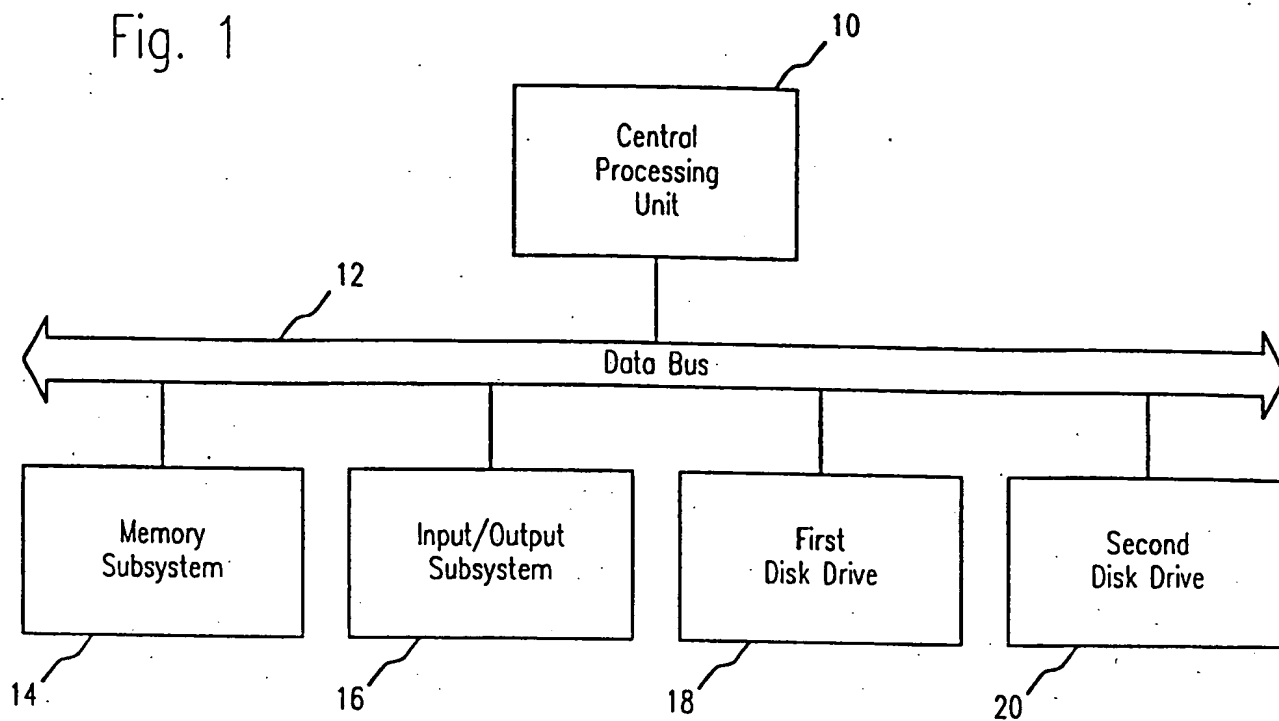 Fig. 1
10
Central
Processing
Unit
12
Data Bus
Memory
Subsystem
Input/Output
Subsystem
First
Disk Drive
Second
Disk Drive
14
16
18
20